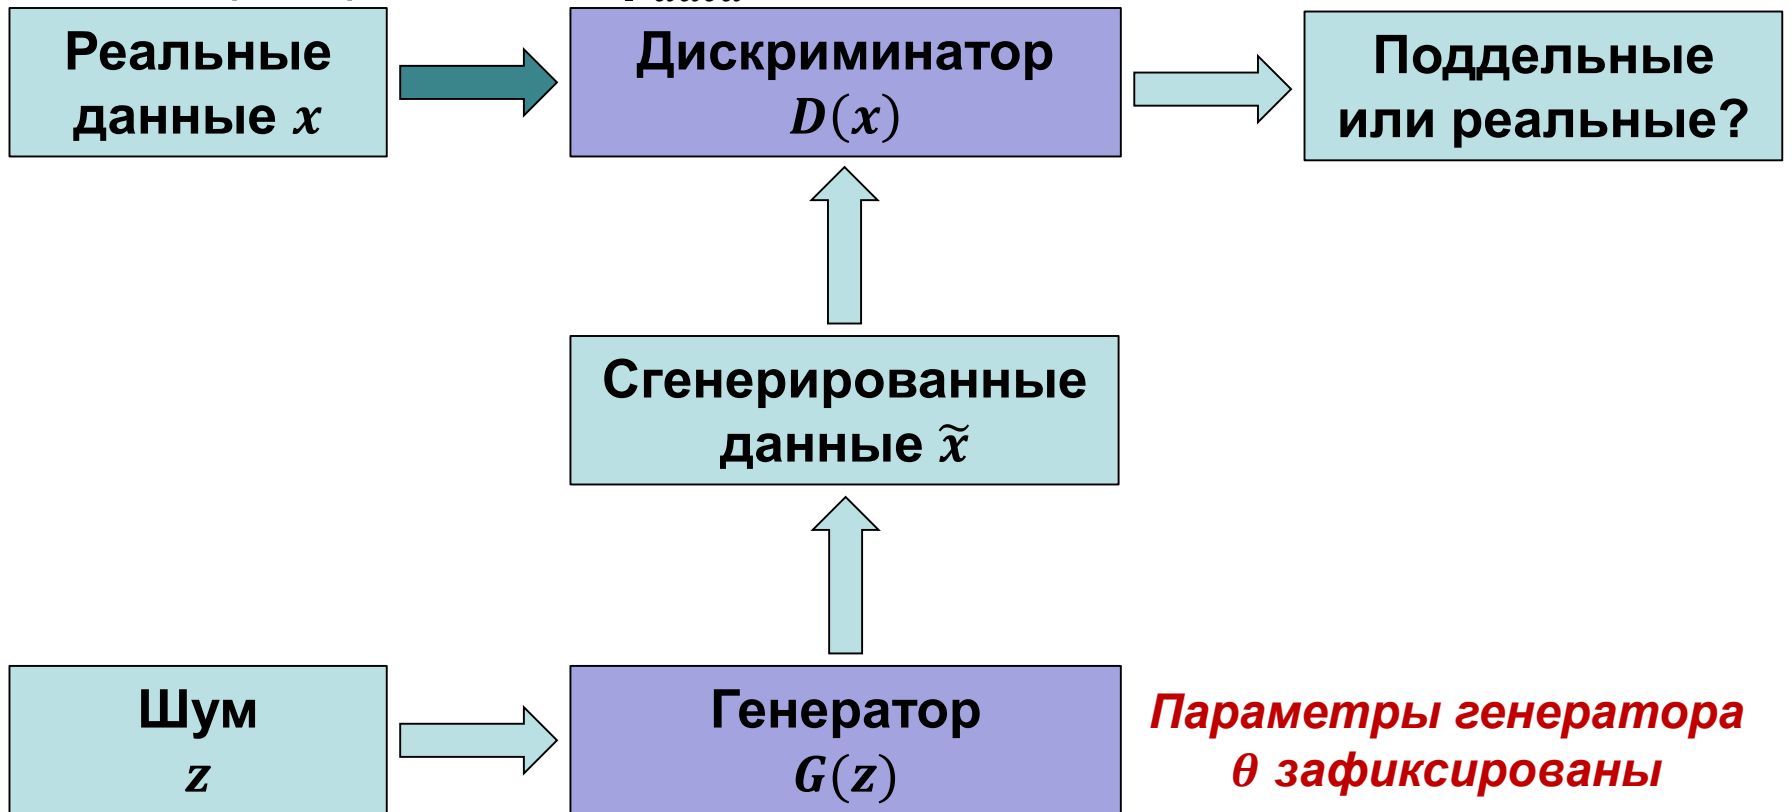 Реальные
данные x
Дискриминатор
D(x)
Поддельные
или реальные?
Сгенерированные
данные x̃
Шум
z
Генератор
G(z)
Параметры генератора
θ зафиксированы